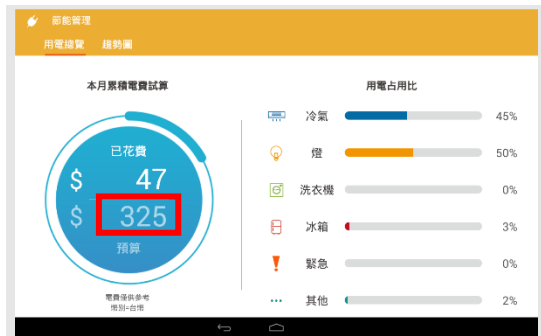 節能管理
用電總覽 趨勢圖
本月累積電費試算
已花費
$ 47
$ 325
預算
電費僅供參考
幣別=台幣
用電占用比
冷氣 45%
燈 50%
洗衣機 0%
冰箱 3%
緊急 0%
其他 2%